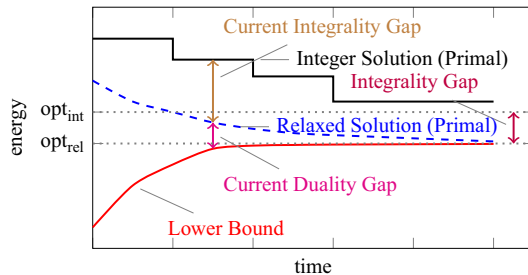 Current Integrality Gap
Integer Solution (Primal)
Integrality Gap
opt_int
Relaxed Solution (Primal)
opt_rel
Current Duality Gap
Lower Bound
energy
time